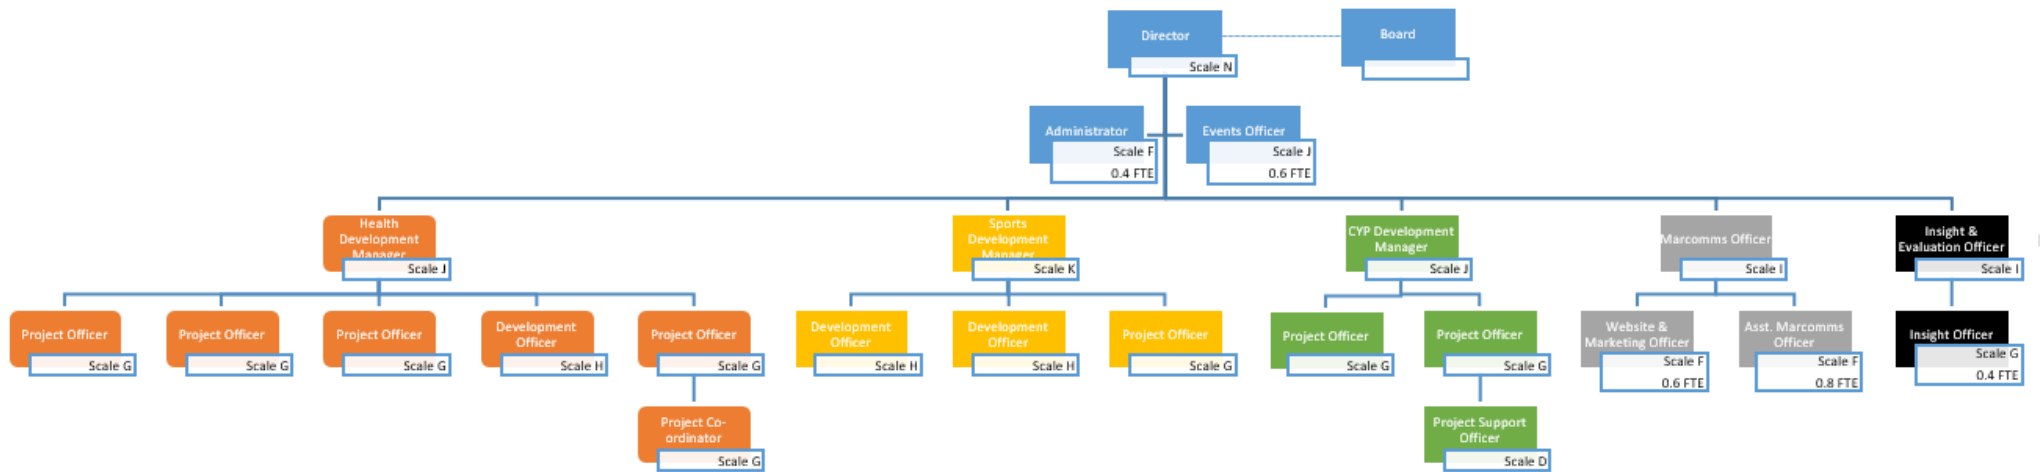 Director
Scale N
Board
Administrator
Scale F
0.4 FTE
Events Officer
Scale J
0.6 FTE
Health
Development
Manager
Scale J
Sports
Development
Manager
Scale K
CYP Development
Manager
Scale J
Marcomms Officer
Scale I
Insight &
Evaluation Officer
Scale I
Project Officer
Scale G
Project Officer
Scale G
Project Officer
Scale G
Development
Officer
Scale H
Project Officer
Scale G
Development
Officer
Scale H
Development
Officer
Scale H
Project Officer
Scale G
Project Officer
Scale G
Project Officer
Scale G
Website &
Marketing Officer
Scale F
0.6 FTE
Asst. Marcomms
Officer
Scale F
0.8 FTE
Insight Officer
Scale G
0.4 FTE
Project Co-
ordinator
Scale G
Project Support
Officer
Scale D